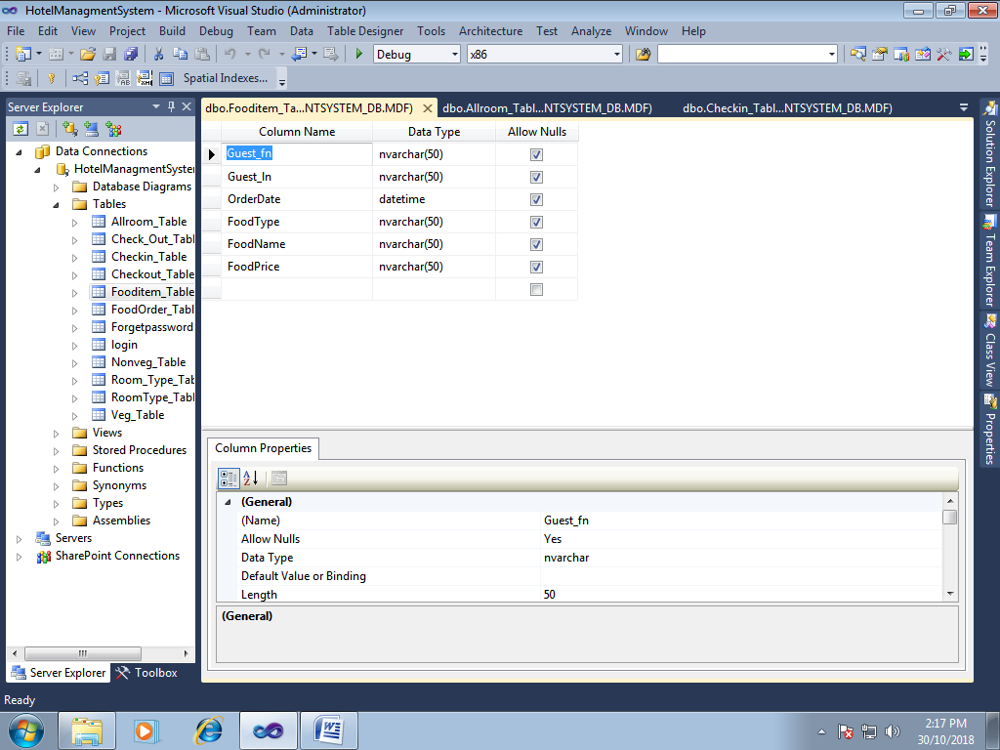 HotelManagmentSystem - Microsoft Visual Studio (Administrator)
File Edit View Project Build Debug Team Data Table Designer Tools Architecture Test Analyze Window Help
Debug x86
Spatial Indexes...
Server Explorer
dbo.Fooditem_Ta...NTSYSTEM_DB.MDF) dbo.Allroom_Tabl...NTSYSTEM_DB.MDF) dbo.Checkin_Tabl...NTSYSTEM_DB.MDF)
Column Name Data Type Allow Nulls
Guest_fn nvarchar(50)
Guest_ln nvarchar(50)
OrderDate datetime
FoodType nvarchar(50)
FoodName nvarchar(50)
FoodPrice nvarchar(50)
Data Connections
HotelManagmentSyste
Database Diagrams
Tables
Allroom_Table
Check_Out_Tabl
Checkin_Table
Checkout_Table
Fooditem_Table
FoodOrder_Tabl
Forgetpassword
login
Nonveg_Table
Room_Type_Tab
RoomType_Tabl
Veg_Table
Views
Stored Procedures
Functions
Synonyms
Types
Assemblies
Servers
SharePoint Connections
Server Explorer Toolbox
Column Properties
(General)
(Name) Guest_fn
Allow Nulls Yes
Data Type nvarchar
Default Value or Binding
Length 50
(General)
Solution Explorer
Team Explorer
Class View
Properties
Ready
2:17 PM
30/10/2018